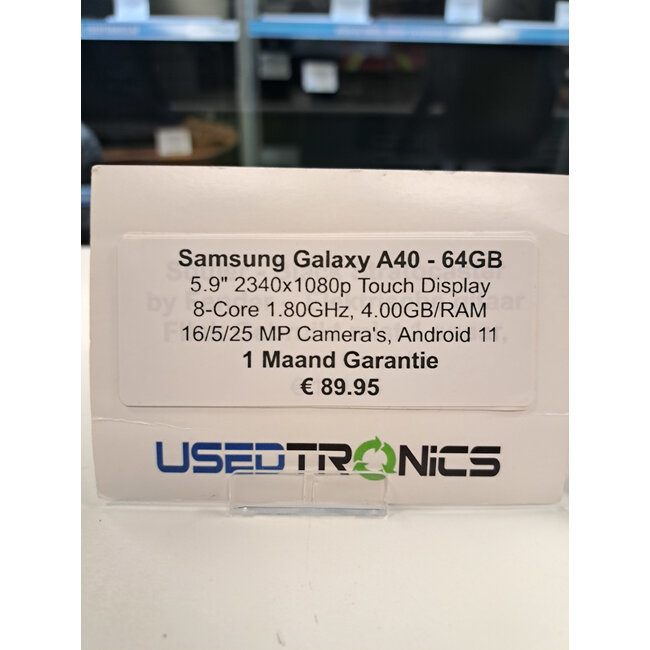 Samsung Galaxy A40 - 64GB
5.9" 2340x1080p Touch Display
8-Core 1.80GHz, 4.00GB/RAM
16/5/25 MP Camera's, Android 11
1 Maand Garantie
€ 89.95
USEDTRONiCS